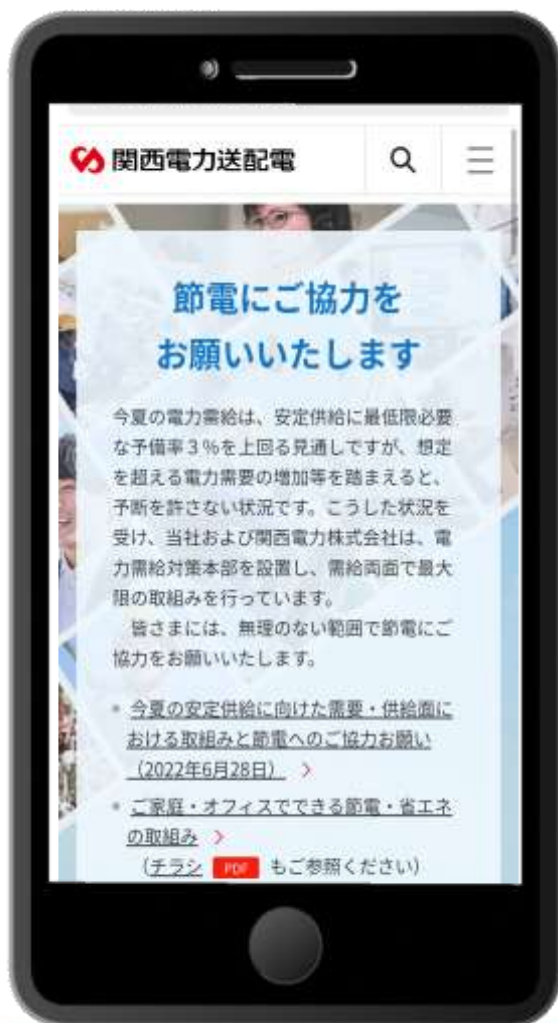 関西電力送配電
節電にご協力を
お願いいたします
今夏の電力需給は、安定供給に最低限必要
な予備率3%を上回る見通しですが、想定
を超える電力需要の増加等を踏まえると、
予断を許さない状況です。こうした状況を
受け、当社および関西電力株式会社は、電
力需給対策本部を設置し、需給両面で最大
限の取組みを行っています。
皆さまには、無理のない範囲で節電にご
協力をお願いいたします。
今夏の安定供給に向けた需要・供給面に
おける取組みと節電へのご協力お願い
(2022年6月28日)
ご家庭・オフィスでできる節電・省エネ
の取組み
(チラシ PDF もご参照ください)